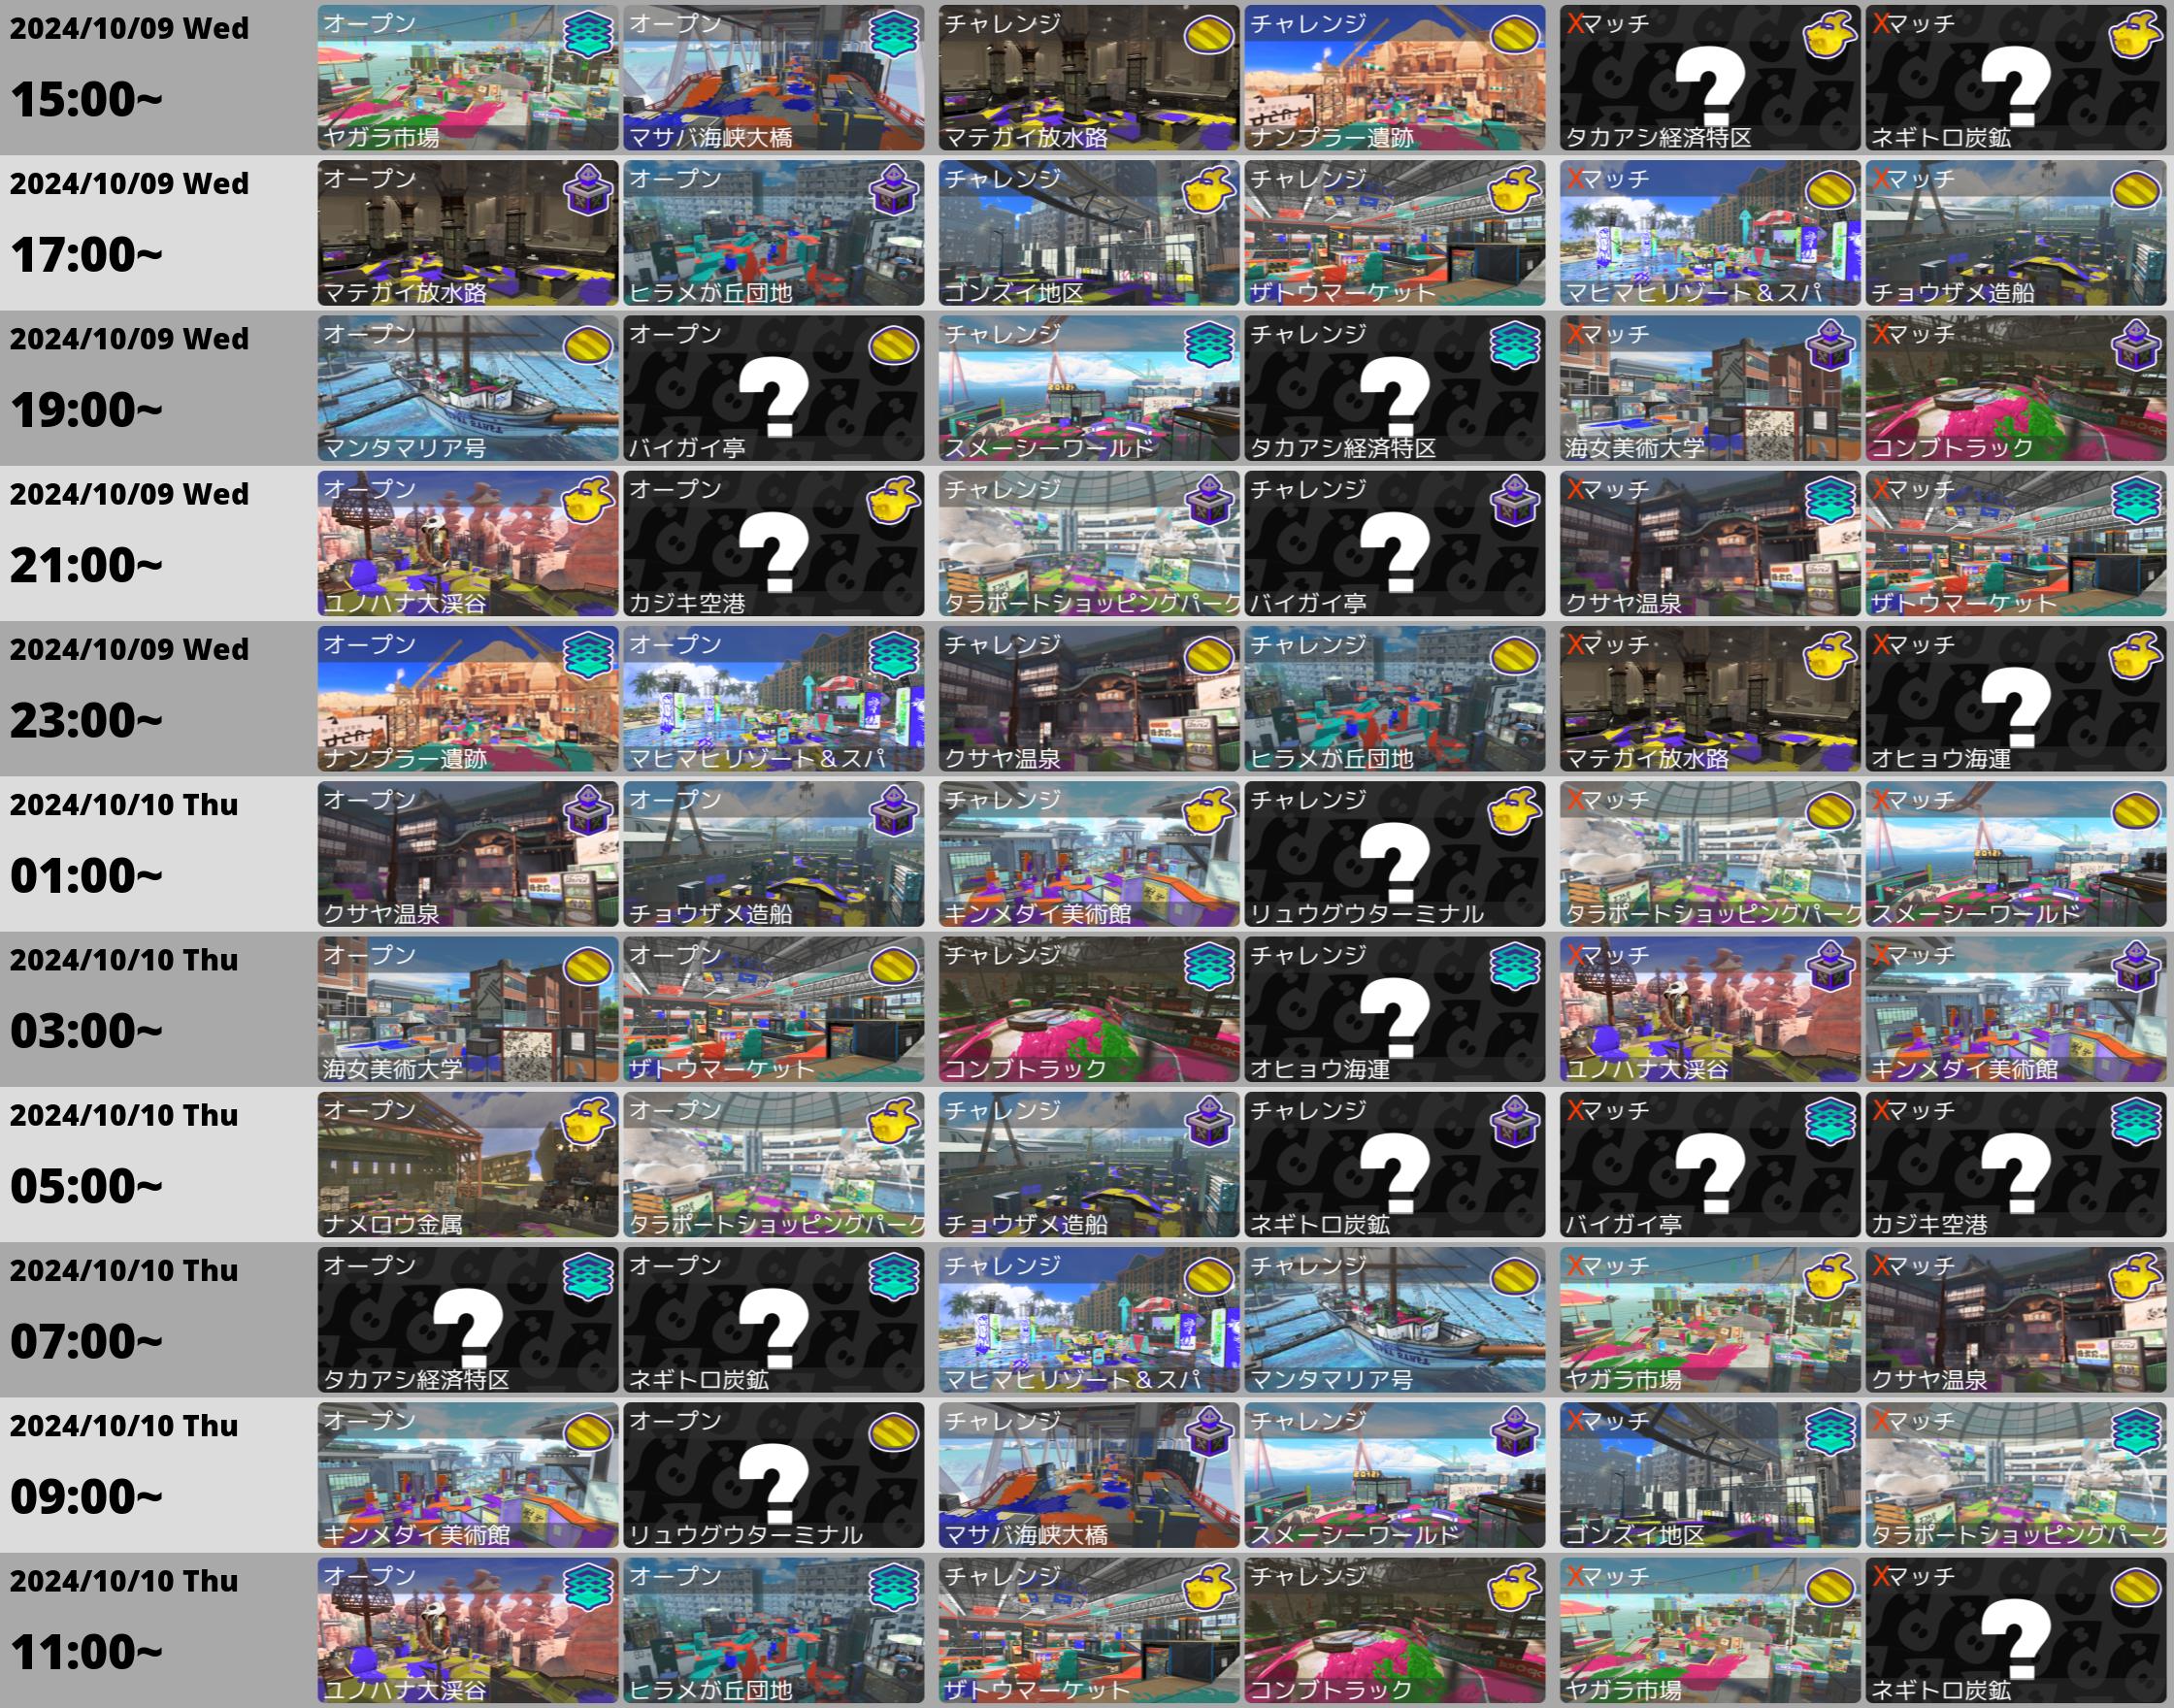 2024/10/09 Wed
15:00~
オープン
オープン
チャレンジ
チャレンジ
Xマッチ
Xマッチ
ヤガラ市場
マサバ海峡大橋
マテガイ放水路
ナンプラー遺跡
タカアシ経済特区
ネギトロ炭鉱
2024/10/09 Wed
17:00~
オープン
オープン
チャレンジ
チャレンジ
Xマッチ
Xマッチ
マテガイ放水路
ヒラメが丘団地
ゴンズイ地区
ザトウマーケット
マヒマヒリゾート&スパ
チョウザメ造船
2024/10/09 Wed
19:00~
オープン
オープン
チャレンジ
チャレンジ
Xマッチ
Xマッチ
マンタマリア号
バイガイ亭
スメーシーワールド
タカアシ経済特区
海女美術大学
コンブトラック
2024/10/09 Wed
21:00~
オープン
オープン
チャレンジ
チャレンジ
Xマッチ
Xマッチ
ユノハナ大渓谷
カジキ空港
タラポートショッピングパーク
バイガイ亭
クサヤ温泉
ザトウマーケット
2024/10/09 Wed
23:00~
オープン
オープン
チャレンジ
チャレンジ
Xマッチ
Xマッチ
ナンプラー遺跡
マヒマヒリゾート&スパ
クサヤ温泉
ヒラメが丘団地
マテガイ放水路
オヒョウ海運
2024/10/10 Thu
01:00~
オープン
オープン
チャレンジ
チャレンジ
Xマッチ
Xマッチ
クサヤ温泉
チョウザメ造船
キンメダイ美術館
リュウグウターミナル
タラポートショッピングパーク
スメーシーワールド
2024/10/10 Thu
03:00~
オープン
オープン
チャレンジ
チャレンジ
Xマッチ
Xマッチ
海女美術大学
ザトウマーケット
コンブトラック
オヒョウ海運
ユノハナ大渓谷
キンメダイ美術館
2024/10/10 Thu
05:00~
オープン
オープン
チャレンジ
チャレンジ
Xマッチ
Xマッチ
ナメロウ金属
タラポートショッピングパーク
チョウザメ造船
ネギトロ炭鉱
バイガイ亭
カジキ空港
2024/10/10 Thu
07:00~
オープン
オープン
チャレンジ
チャレンジ
Xマッチ
Xマッチ
タカアシ経済特区
ネギトロ炭鉱
マヒマヒリゾート&スパ
マンタマリア号
ヤガラ市場
クサヤ温泉
2024/10/10 Thu
09:00~
オープン
オープン
チャレンジ
チャレンジ
Xマッチ
Xマッチ
キンメダイ美術館
リュウグウターミナル
マサバ海峡大橋
スメーシーワールド
ゴンズイ地区
タラポートショッピングパーク
2024/10/10 Thu
11:00~
オープン
オープン
チャレンジ
チャレンジ
Xマッチ
Xマッチ
ユノハナ大渓谷
ヒラメが丘団地
ザトウマーケット
コンブトラック
ヤガラ市場
ネギトロ炭鉱